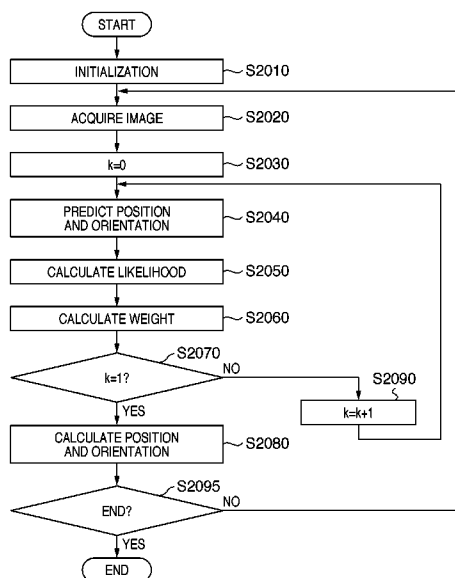 START
INITIALIZATION
S2010
ACQUIRE IMAGE
S2020
k=0
S2030
PREDICT POSITION
AND ORIENTATION
S2040
CALCULATE LIKELIHOOD
S2050
CALCULATE WEIGHT
S2060
S2070
k=1?
NO
S2090
k=k+1
YES
CALCULATE POSITION
AND ORIENTATION
S2080
S2095
END?
NO
YES
END